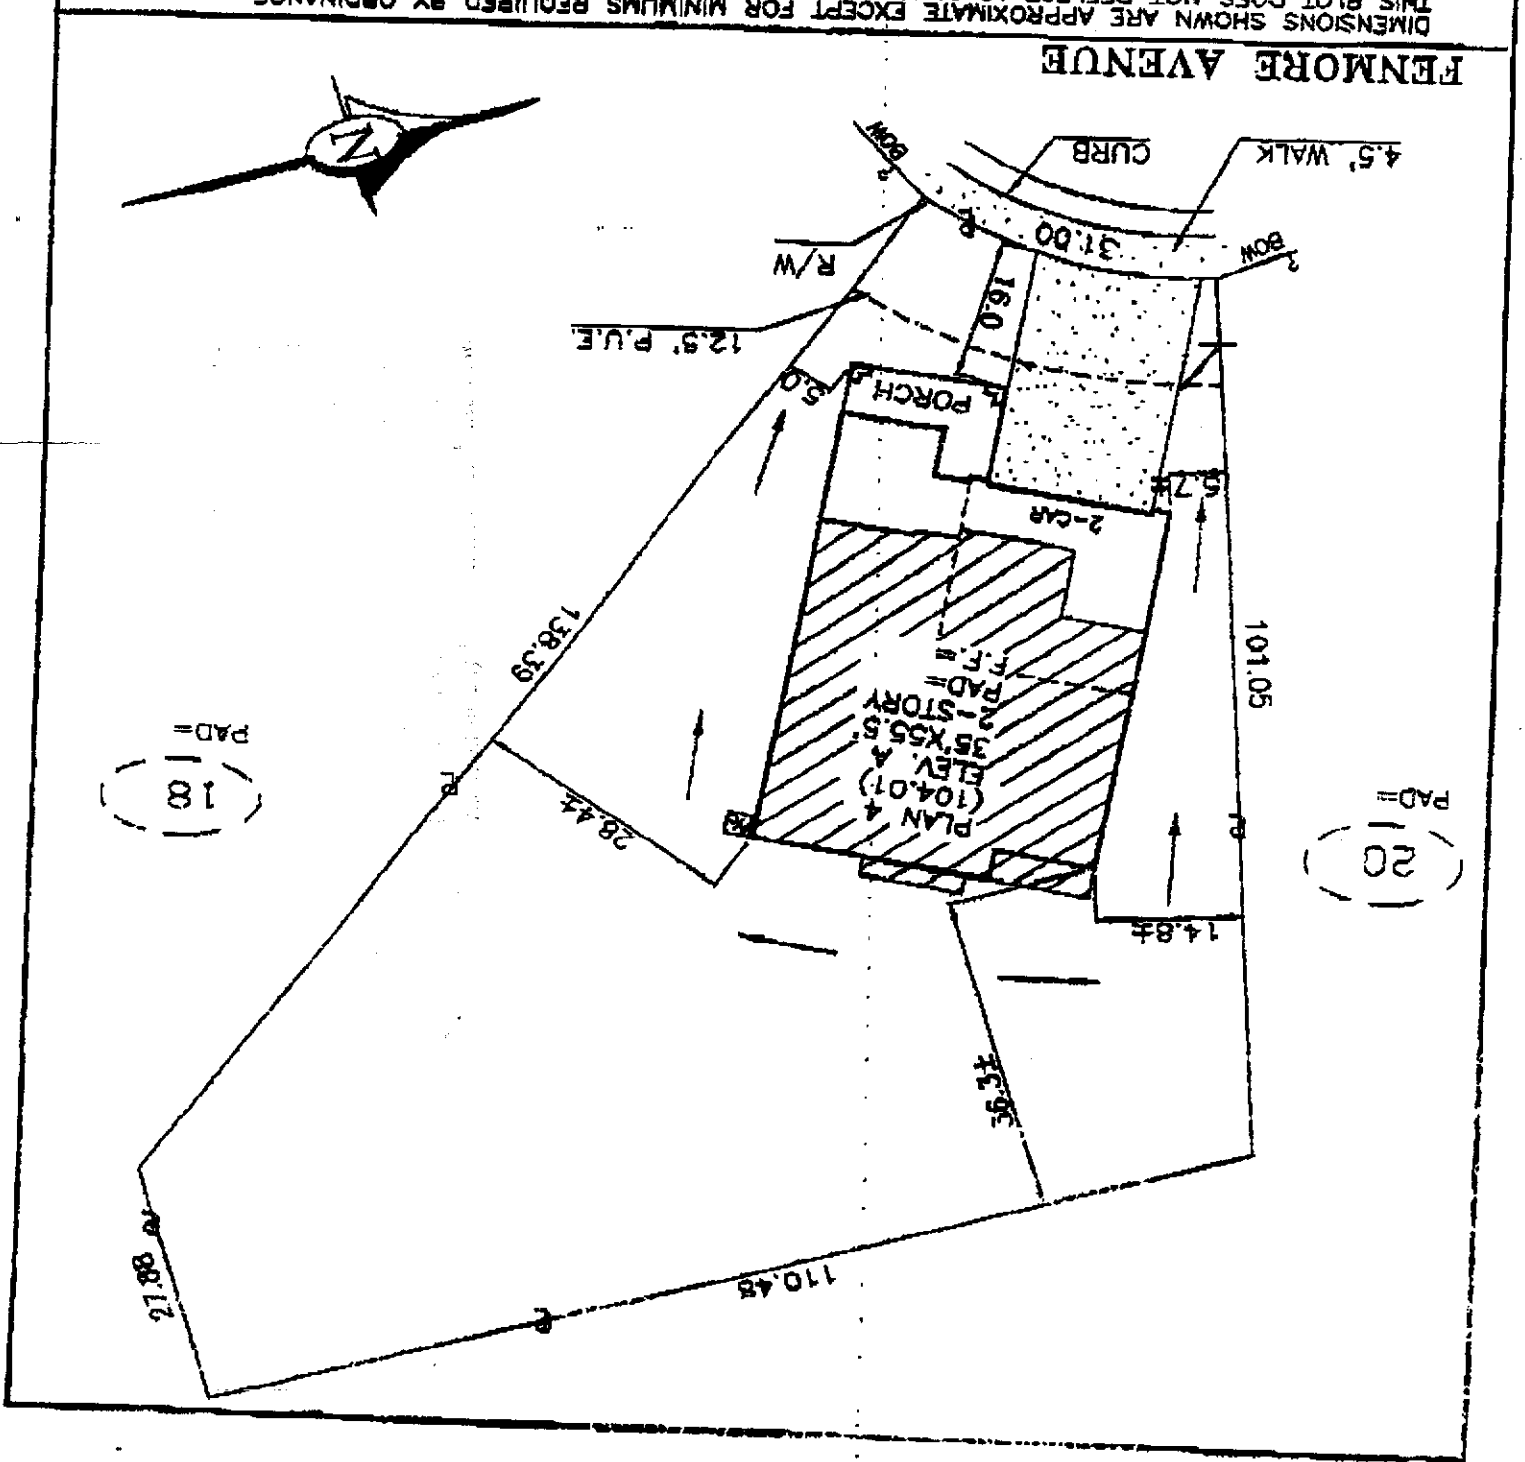 27.88
110.45
36.3±
14.8±
28.4±
20
PAD=
18
PAD=
PLAN 4
(104.01)
ELEV. A
35'X55.5'
2-STORY
PAD=
F.F.=
101.05
138.39
2-CAR
5.7±
PORCH
5.0
12.5' P.U.E.
16.0
R/W
31.00
BOW
BOW
4.5' WALK
CURB
N
FENMORE AVENUE
DIMENSIONS SHOWN ARE APPROXIMATE EXCEPT FOR MINIMUMS REQUIRED BY ORDINANCE
THIS PLOT DOES NOT